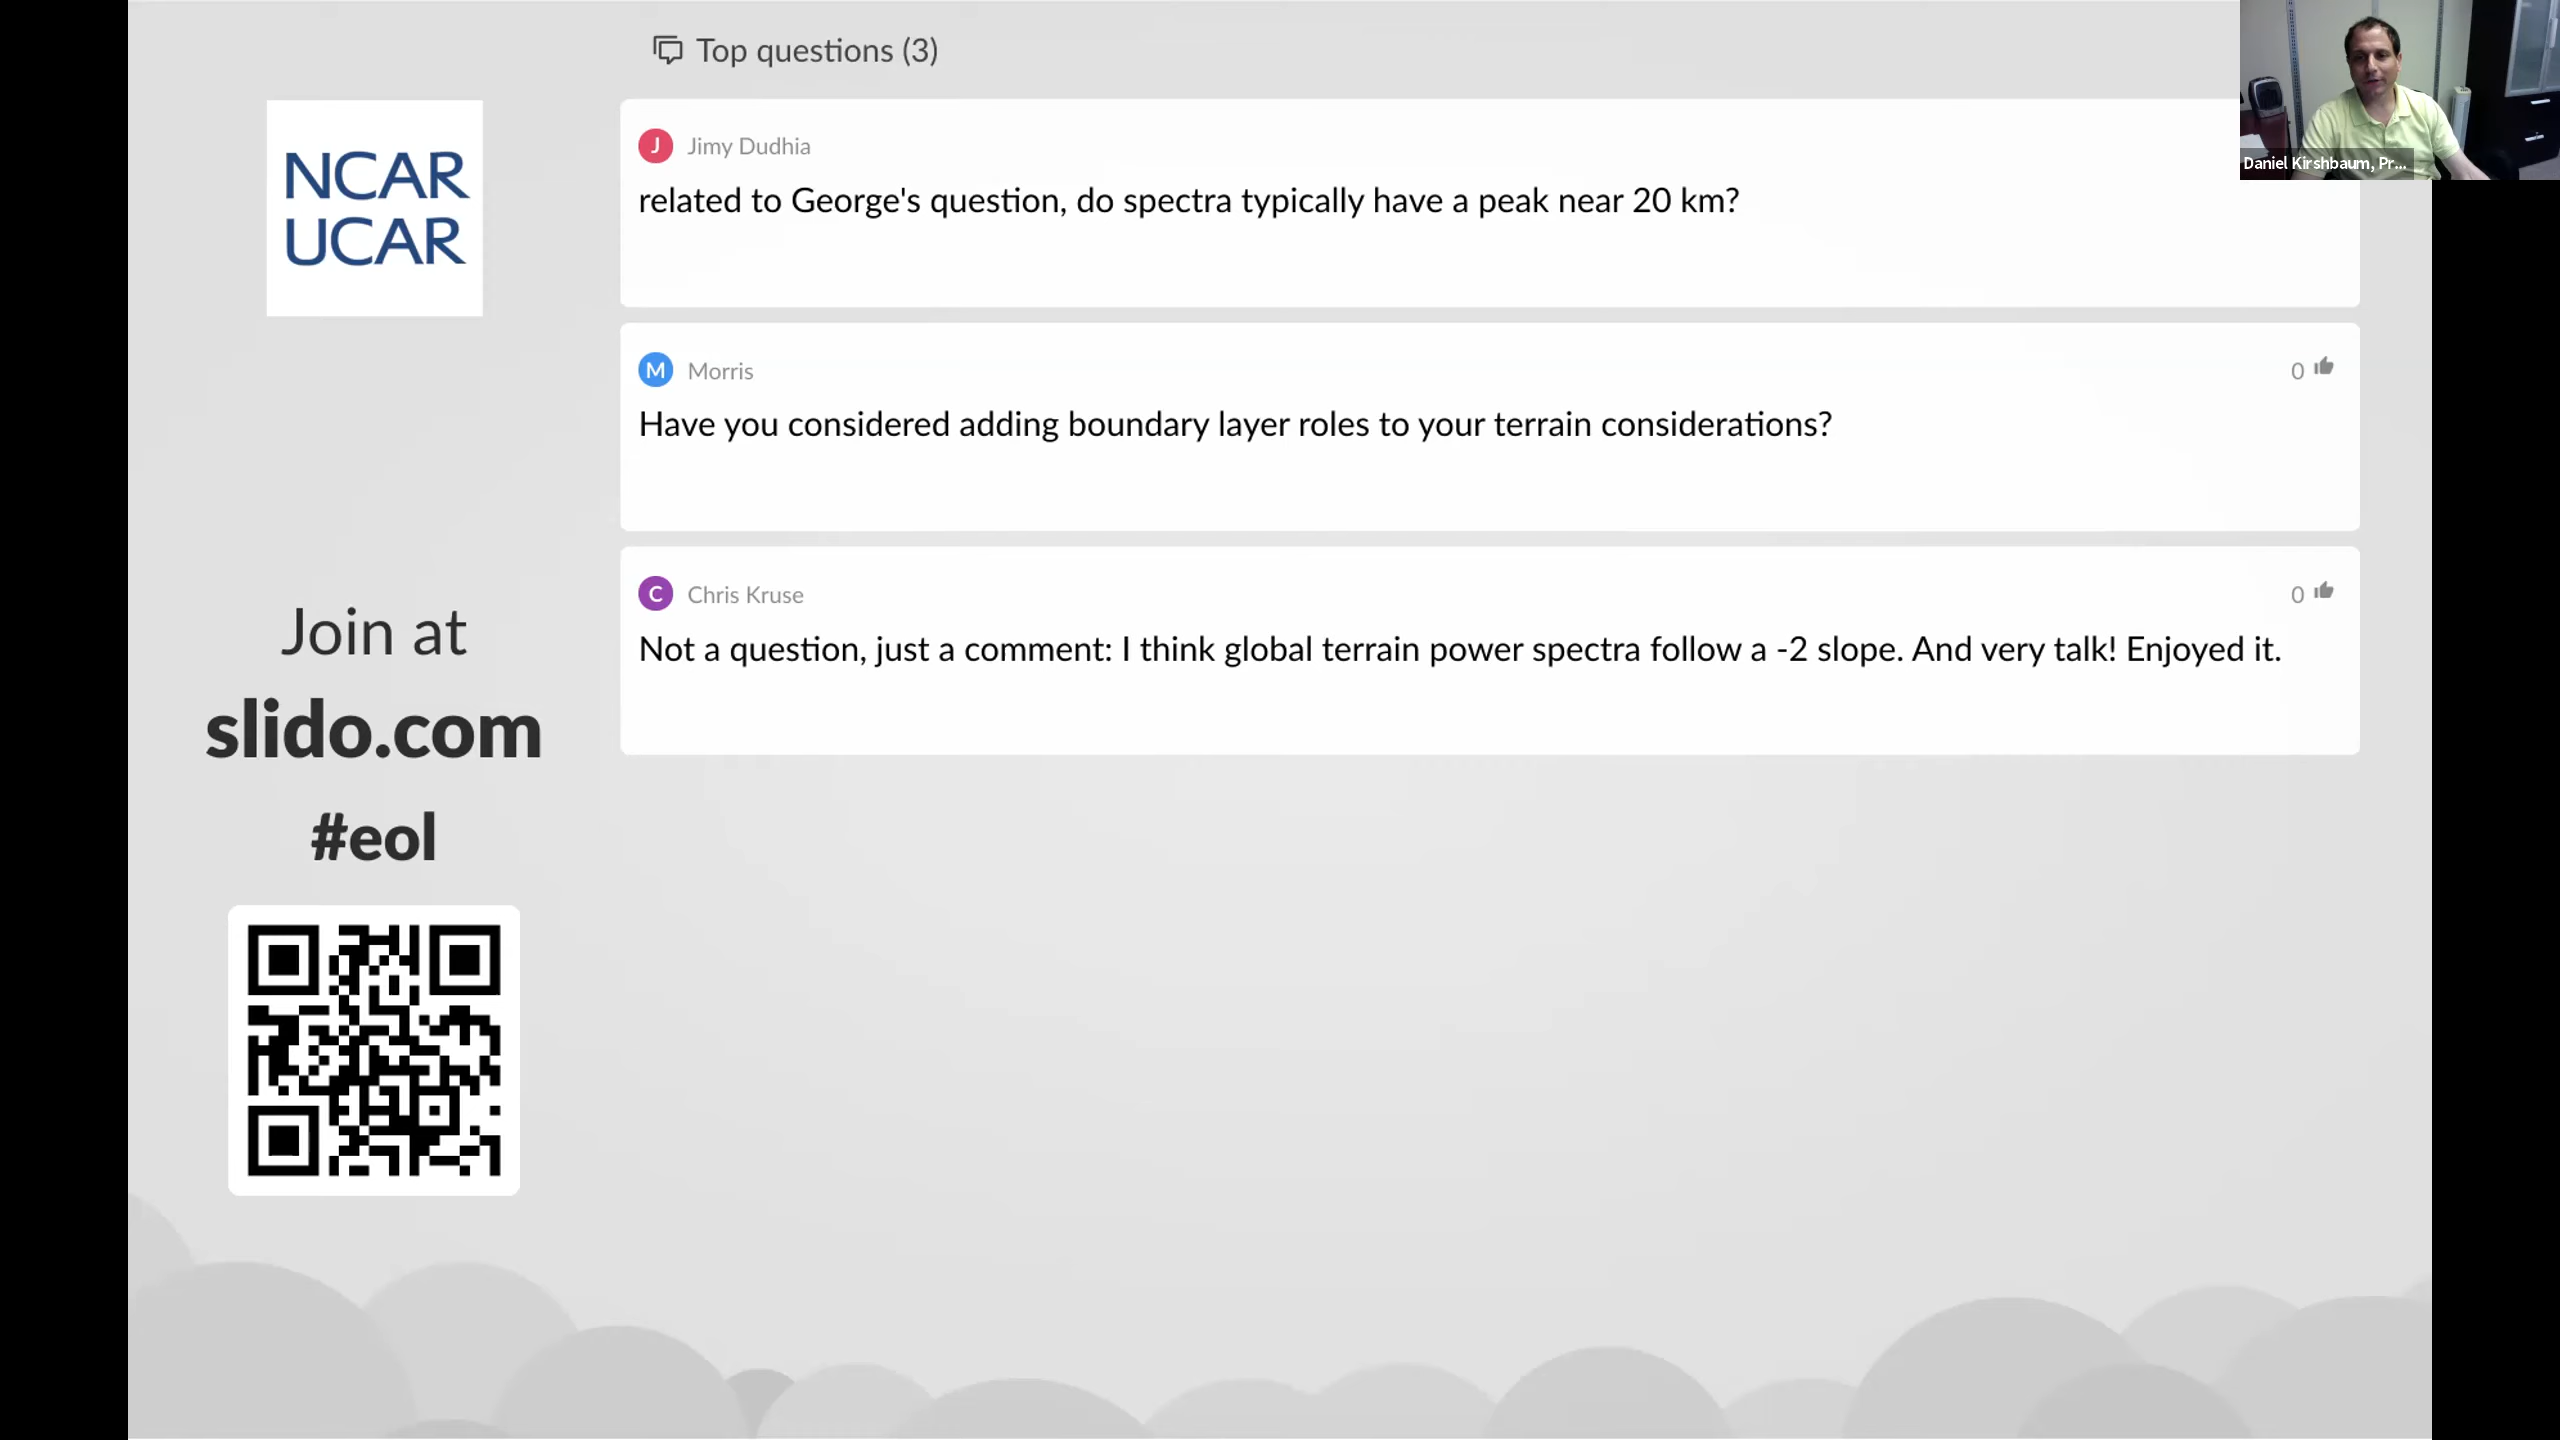 Top questions (3)
Daniel Kirshbaum, Pr...
NCAR
UCAR
J Jimy Dudhia
related to George's question, do spectra typically have a peak near 20 km?
M Morris
0
Have you considered adding boundary layer roles to your terrain considerations?
C Chris Kruse
0
Not a question, just a comment: I think global terrain power spectra follow a -2 slope. And very talk! Enjoyed it.
Join at
slido.com
#eol